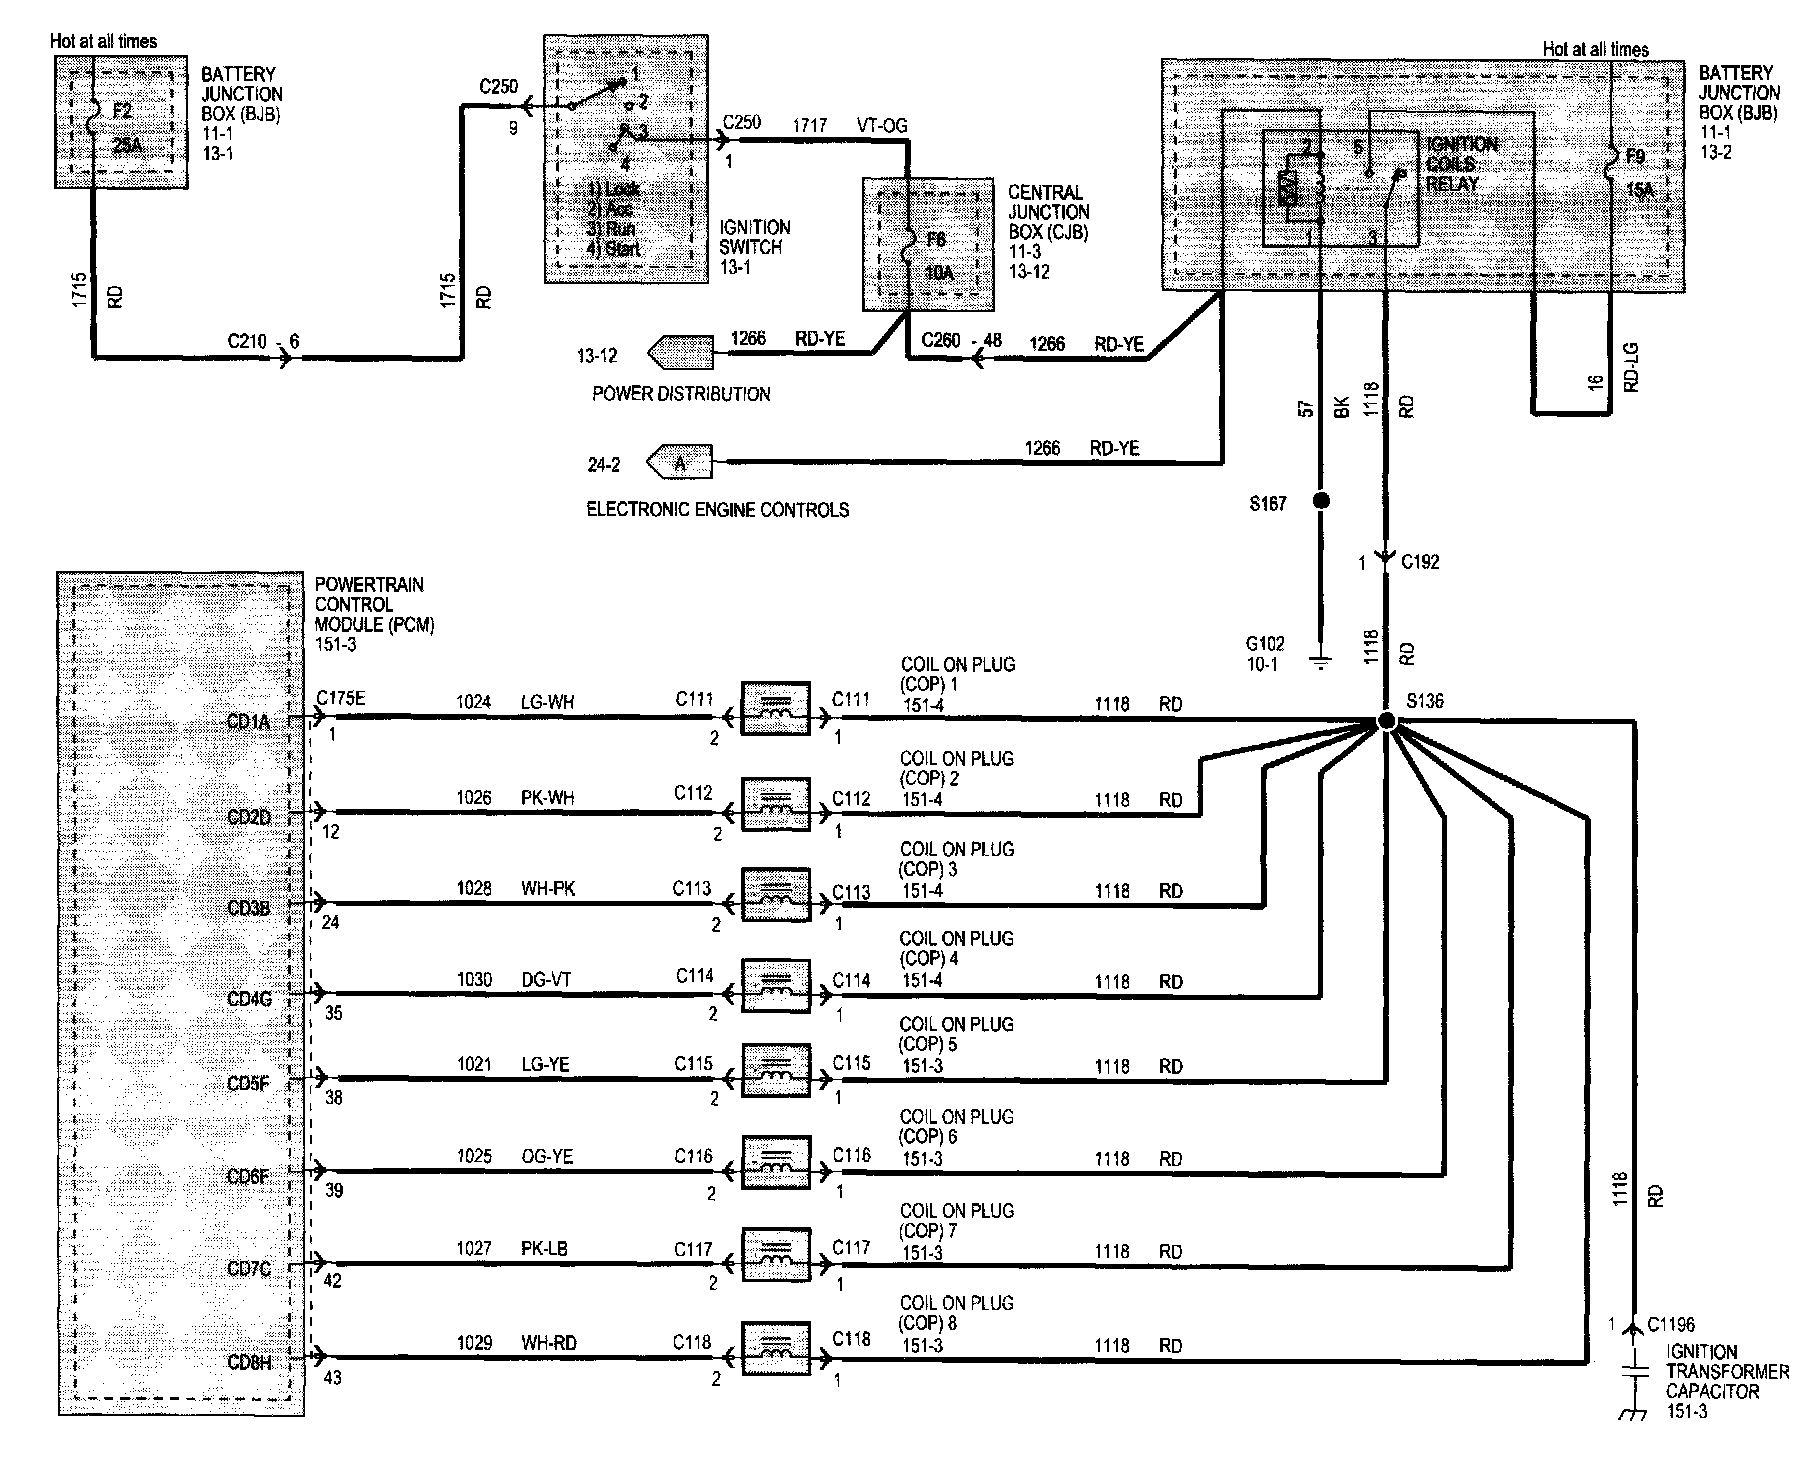 Hot at all times
F2
25A
BATTERY
JUNCTION
BOX (BJB)
11-1
13-1
1715
RD
C210 - 6
1715
RD
C250
9
1
2
3
4
1) Lock
2) Acc
3) Run
4) Start
IGNITION
SWITCH
13-1
C250
1
1717 VT-OG
F6
10A
CENTRAL
JUNCTION
BOX (CJB)
11-3
13-12
13-12
1266 RD-YE
POWER DISTRIBUTION
C260 - 48
1266 RD-YE
24-2
A
1266 RD-YE
ELECTRONIC ENGINE CONTROLS
Hot at all times
BATTERY
JUNCTION
BOX (BJB)
11-1
13-2
IGNITION
COILS
RELAY
2
5
1
3
F9
15A
16
RD-LG
57
BK
1118
RD
S167
1 C192
G102
10-1
1118
RD
S136
POWERTRAIN
CONTROL
MODULE (PCM)
151-3
COIL ON PLUG
(COP) 1
151-4
CD1A
C175E
1
1024 LG-WH
C111
2
C111
1
1118 RD
COIL ON PLUG
(COP) 2
151-4
CD2D
12
1026 PK-WH
C112
2
C112
1
1118 RD
COIL ON PLUG
(COP) 3
151-4
CD3B
24
1028 WH-PK
C113
2
C113
1
1118 RD
COIL ON PLUG
(COP) 4
151-4
CD4G
35
1030 DG-VT
C114
2
C114
1
1118 RD
COIL ON PLUG
(COP) 5
151-3
CD5F
38
1021 LG-YE
C115
2
C115
1
1118 RD
COIL ON PLUG
(COP) 6
151-3
CD6F
39
1025 OG-YE
C116
2
C116
1
1118 RD
COIL ON PLUG
(COP) 7
151-3
CD7C
42
1027 PK-LB
C117
2
C117
1
1118 RD
COIL ON PLUG
(COP) 8
151-3
CD8H
43
1029 WH-RD
C118
2
C118
1
1118 RD
1118
RD
1 C1196
IGNITION
TRANSFORMER
CAPACITOR
151-3